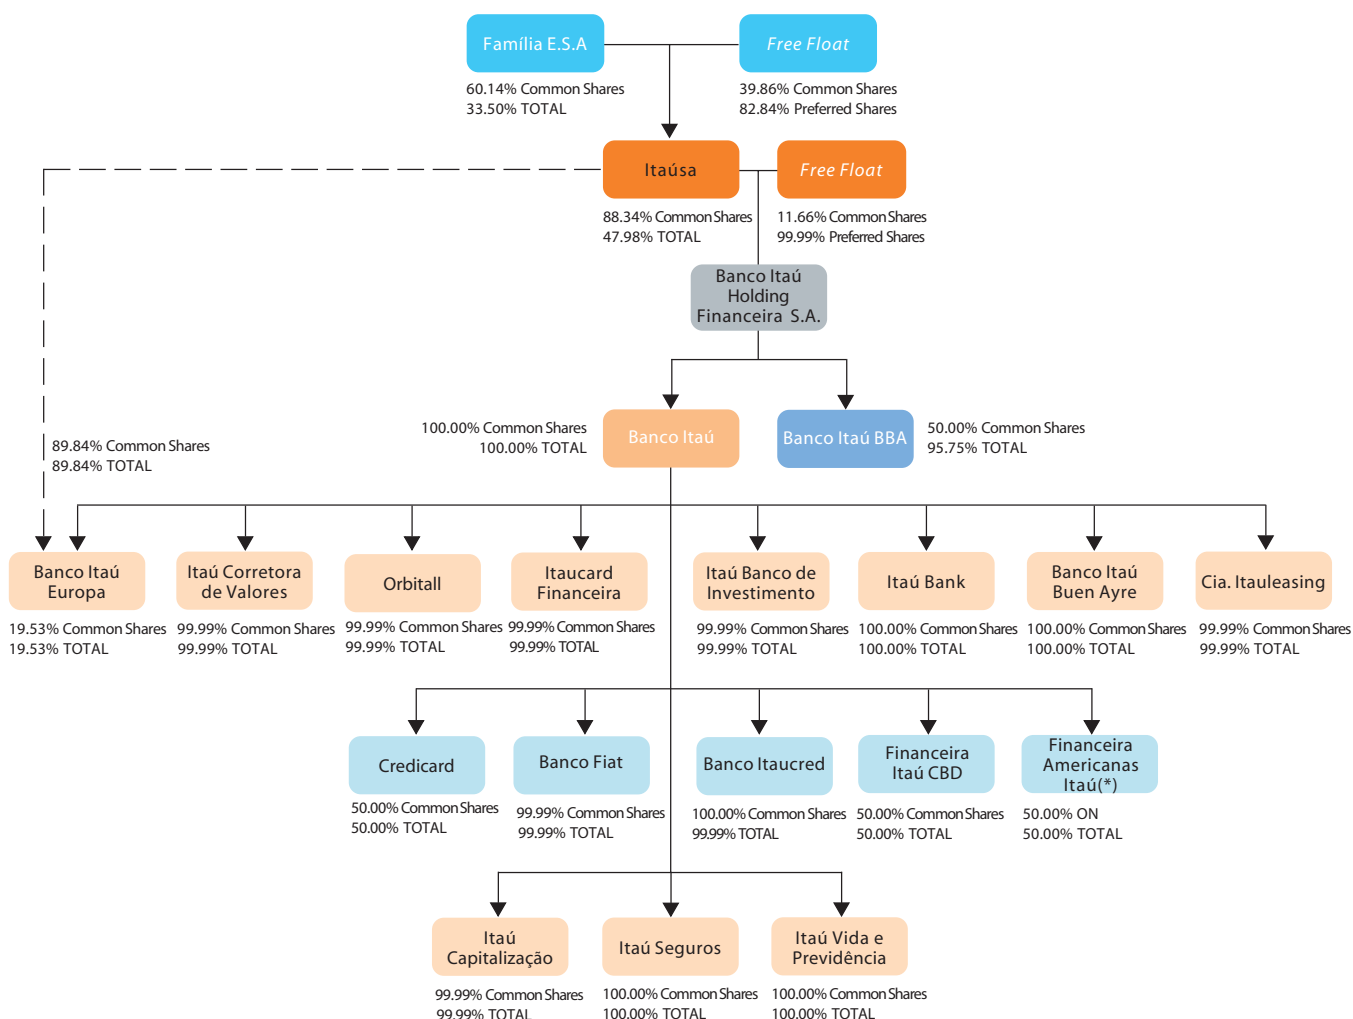 Família E.S.A
Free Float
60.14% Common Shares
33.50% TOTAL
39.86% Common Shares
82.84% Preferred Shares
Itaúsa
Free Float
88.34% Common Shares
47.98% TOTAL
11.66% Common Shares
99.99% Preferred Shares
Banco Itaú
Holding
Financeira S.A.
100.00% Common Shares
100.00% TOTAL
Banco Itaú
Banco Itaú BBA
50.00% Common Shares
95.75% TOTAL
89.84% Common Shares
89.84% TOTAL
Banco Itaú
Europa
19.53% Common Shares
19.53% TOTAL
Itaú Corretora
de Valores
99.99% Common Shares
99.99% TOTAL
Orbitall
99.99% Common Shares
99.99% TOTAL
Itaucard
Financeira
99.99% Common Shares
99.99% TOTAL
Itaú Banco de
Investimento
99.99% Common Shares
99.99% TOTAL
Itaú Bank
100.00% Common Shares
100.00% TOTAL
Banco Itaú
Buen Ayre
100.00% Common Shares
100.00% TOTAL
Cia. Itauleasing
99.99% Common Shares
99.99% TOTAL
Credicard
50.00% Common Shares
50.00% TOTAL
Banco Fiat
99.99% Common Shares
99.99% TOTAL
Banco Itaucred
100.00% Common Shares
99.99% TOTAL
Financeira
Itaú CBD
50.00% Common Shares
50.00% TOTAL
Financeira
Americanas
Itaú(*)
50.00% ON
50.00% TOTAL
Itaú
Capitalização
99.99% Common Shares
99.99% TOTAL
Itaú Seguros
100.00% Common Shares
100.00% TOTAL
Itaú Vida e
Previdência
100.00% Common Shares
100.00% TOTAL